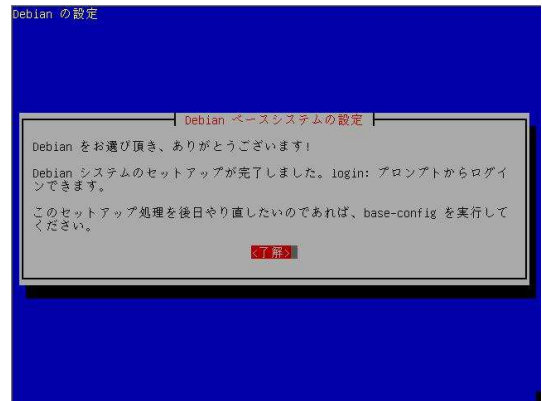 Debian の設定
Debian ベースシステムの設定
Debian をお選び頂き、ありがとうございます!
Debian システムのセットアップが完了しました。login: プロンプトからログイ
ンできます。
このセットアップ処理を後日やり直したいのであれば、base-config を実行して
ください。
<了解>